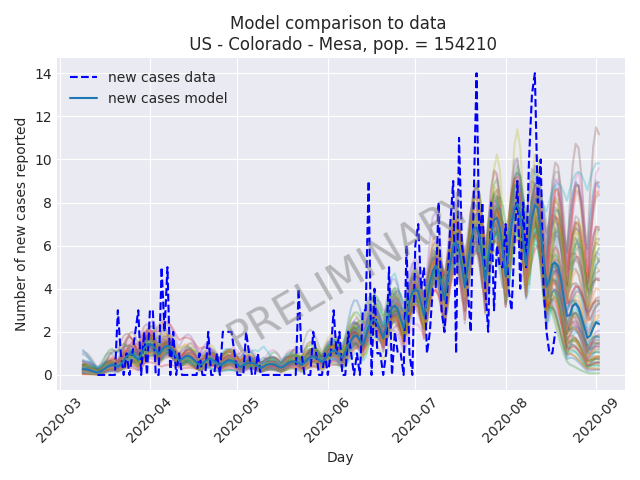 Model comparison to data
US - Colorado - Mesa, pop. = 154210
new cases data
new cases model
PRELIMINARY
Number of new cases reported
14
12
10
8
6
4
2
0
2020-03
2020-04
2020-05
2020-06
2020-07
2020-08
2020-09
Day